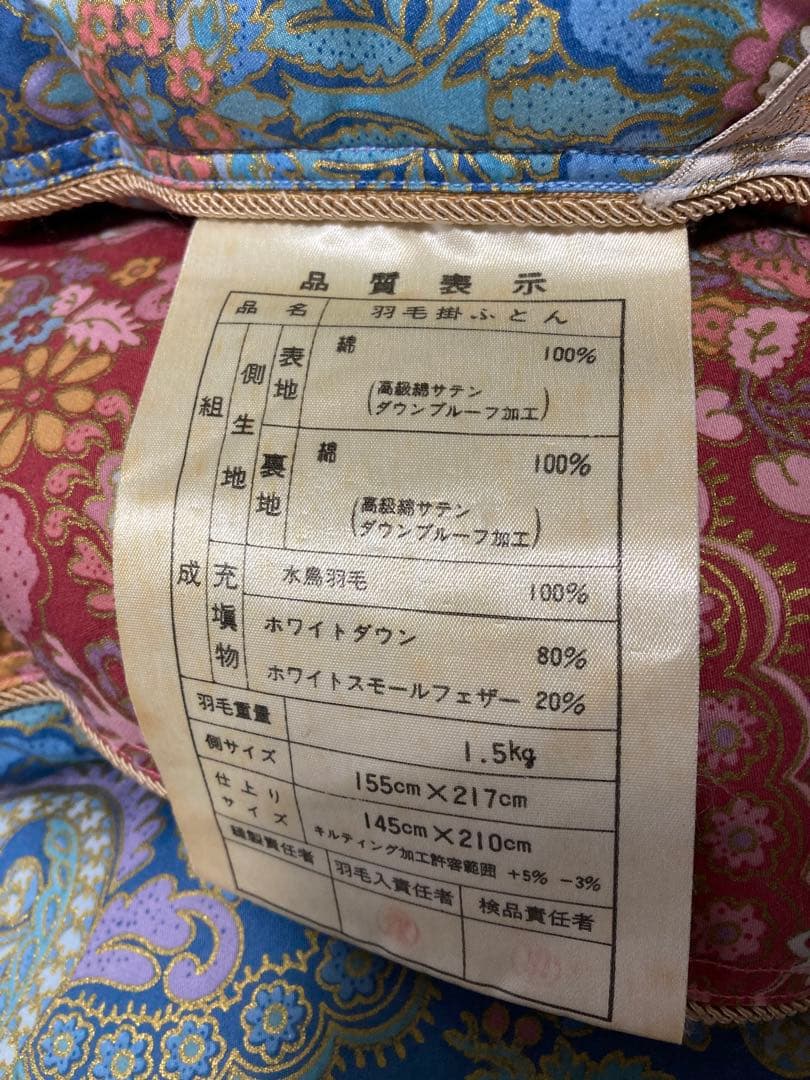 品質表示
品名 羽毛掛ふとん
組成
側生地
表地 綿 100%
(高級綿サテン
ダウンプルーフ加工)
裏地 綿 100%
(高級綿サテン
ダウンプルーフ加工)
充塡物
水鳥羽毛 100%
ホワイトダウン 80%
ホワイトスモールフェザー 20%
羽毛重量 1.5kg
側サイズ 155cm×217cm
仕上りサイズ 145cm×210cm
キルティング加工許容範囲 +5% -3%
縫製責任者 羽毛入責任者 検品責任者